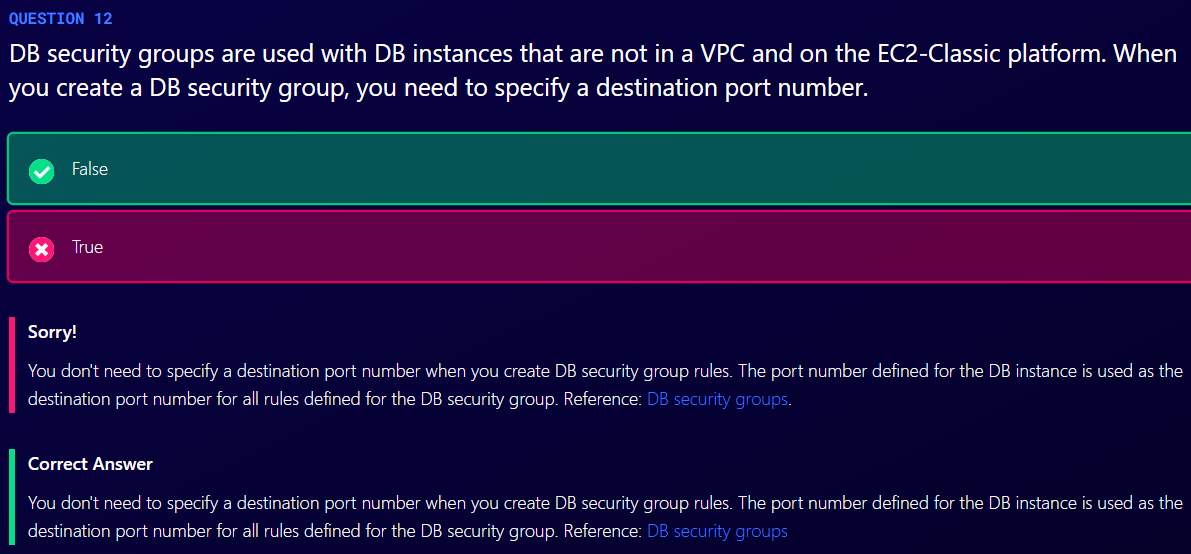 QUESTION 12
DB security groups are used with DB instances that are not in a VPC and on the EC2-Classic platform. When
you create a DB security group, you need to specify a destination port number.
False
True
Sorry!
You don't need to specify a destination port number when you create DB security group rules. The port number defined for the DB instance is used as the
destination port number for all rules defined for the DB security group. Reference: DB security groups.
Correct Answer
You don't need to specify a destination port number when you create DB security group rules. The port number defined for the DB instance is used as the
destination port number for all rules defined for the DB security group. Reference: DB security groups